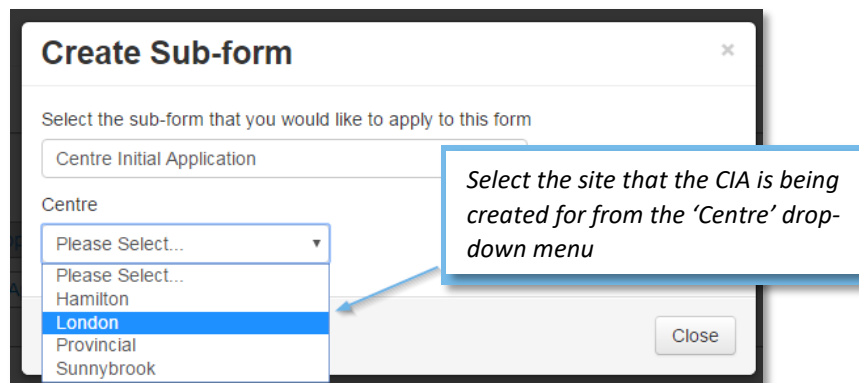 Create Sub-form
×
Select the sub-form that you would like to apply to this form
Centre Initial Application
Select the site that the CIA is being
created for from the ‘Centre’ drop-
down menu
Centre
Please Select...
Please Select...
Hamilton
London
Provincial
Sunnybrook
Close